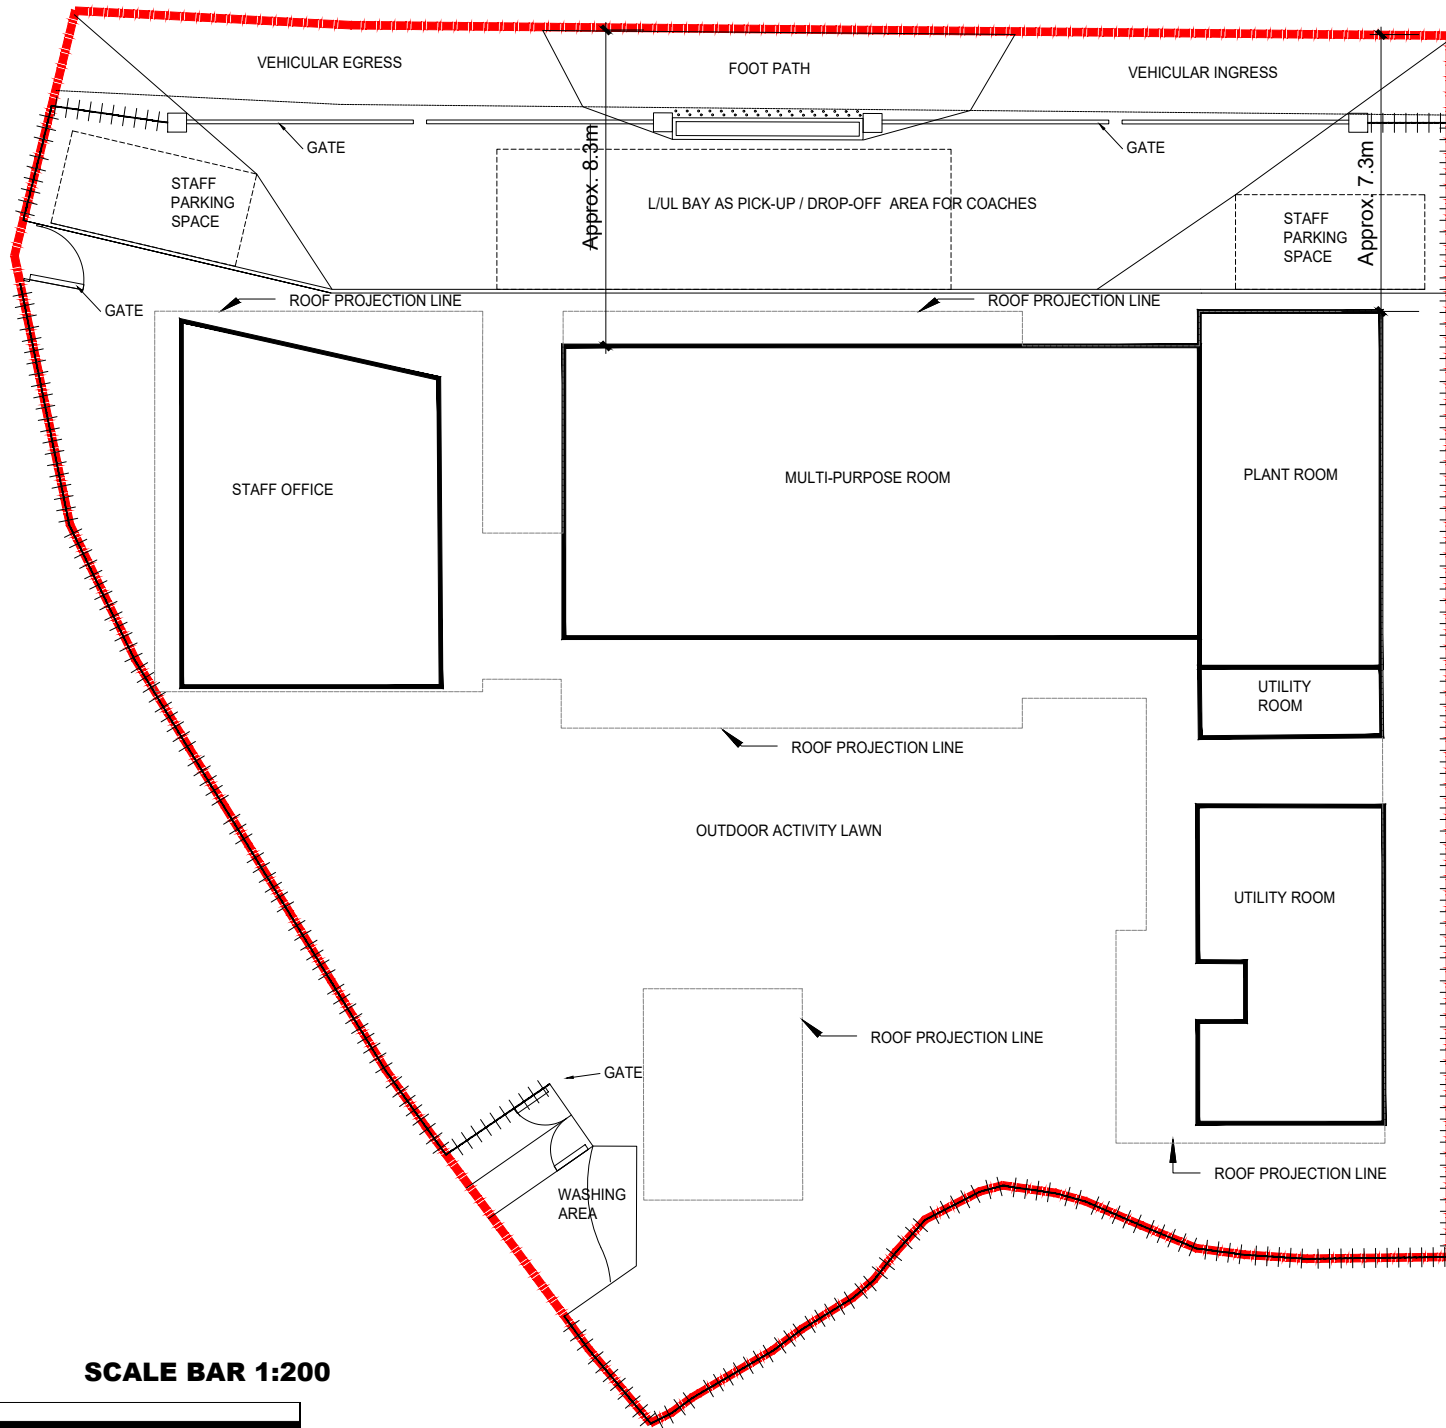 VEHICULAR EGRESS
FOOT PATH
VEHICULAR INGRESS
GATE
GATE
Approx. 8.3m
Approx. 7.3m
STAFF
PARKING
SPACE
L/UL BAY AS PICK-UP / DROP-OFF AREA FOR COACHES
STAFF
PARKING
SPACE
GATE
ROOF PROJECTION LINE
ROOF PROJECTION LINE
STAFF OFFICE
MULTI-PURPOSE ROOM
PLANT ROOM
UTILITY
ROOM
ROOF PROJECTION LINE
OUTDOOR ACTIVITY LAWN
UTILITY ROOM
ROOF PROJECTION LINE
GATE
ROOF PROJECTION LINE
WASHING
AREA
SCALE BAR 1:200